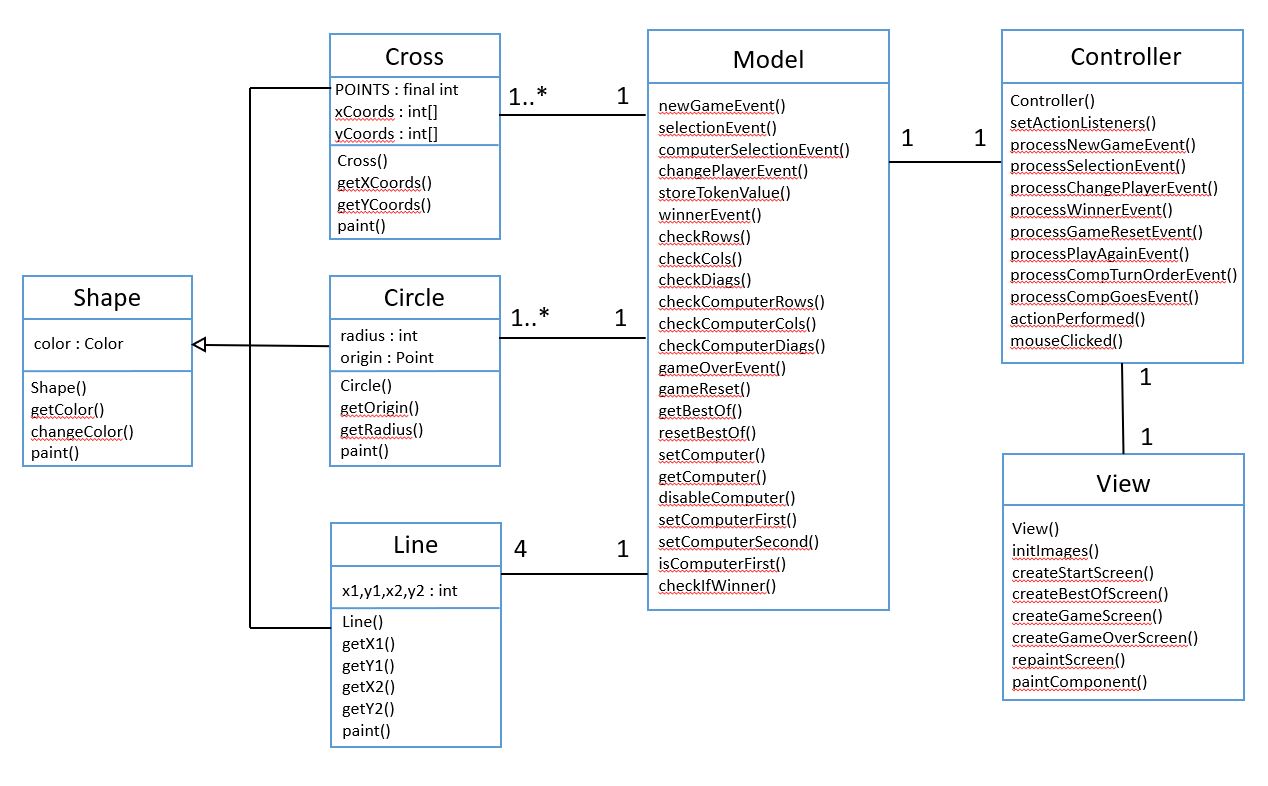 Cross
POINTS : final int
xCoords : int[]
yCoords : int[]
Cross()
getXCoords()
getYCoords()
paint()
1..*
1
Model
newGameEvent()
selectionEvent()
computerSelectionEvent()
changePlayerEvent()
storeTokenValue()
winnerEvent()
checkRows()
checkCols()
checkDiags()
checkComputerRows()
checkComputerCols()
checkComputerDiags()
gameOverEvent()
gameReset()
getBestOf()
resetBestOf()
setComputer()
getComputer()
disableComputer()
setComputerFirst()
setComputerSecond()
isComputerFirst()
checkIfWinner()
1
1
Controller
Controller()
setActionListeners()
processNewGameEvent()
processSelectionEvent()
processChangePlayerEvent()
processWinnerEvent()
processGameResetEvent()
processPlayAgainEvent()
processCompTurnOrderEvent()
processCompGoesEvent()
actionPerformed()
mouseClicked()
1
1
Shape
color : Color
Shape()
getColor()
changeColor()
paint()
Circle
radius : int
origin : Point
Circle()
getOrigin()
getRadius()
paint()
1..*
1
Line
x1,y1,x2,y2 : int
Line()
getX1()
getY1()
getX2()
getY2()
paint()
4
1
View
View()
initImages()
createStartScreen()
createBestOfScreen()
createGameScreen()
createGameOverScreen()
repaintScreen()
paintComponent()